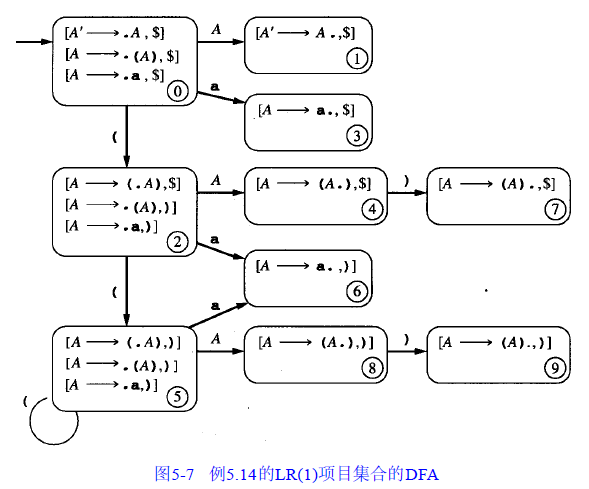 [A' ⟶ .A,$]
[A ⟶ .(A),$]
[A ⟶ .a,$]
0
A
[A' ⟶ A.,$]
1
a
[A ⟶ a.,$]
3
(
[A ⟶ (.A),$]
[A ⟶ .(A),)]
[A ⟶ .a,)]
2
A
[A ⟶ (A.),$]
4
)
[A ⟶ (A).,$]
7
a
[A ⟶ a.,)]
6
(
a
[A ⟶ (.A),)]
[A ⟶ .(A),)]
[A ⟶ .a,)]
5
A
[A ⟶ (A.),)]
8
)
[A ⟶ (A).,)]
9
(
图5-7 例5.14的LR(1)项目集合的DFA